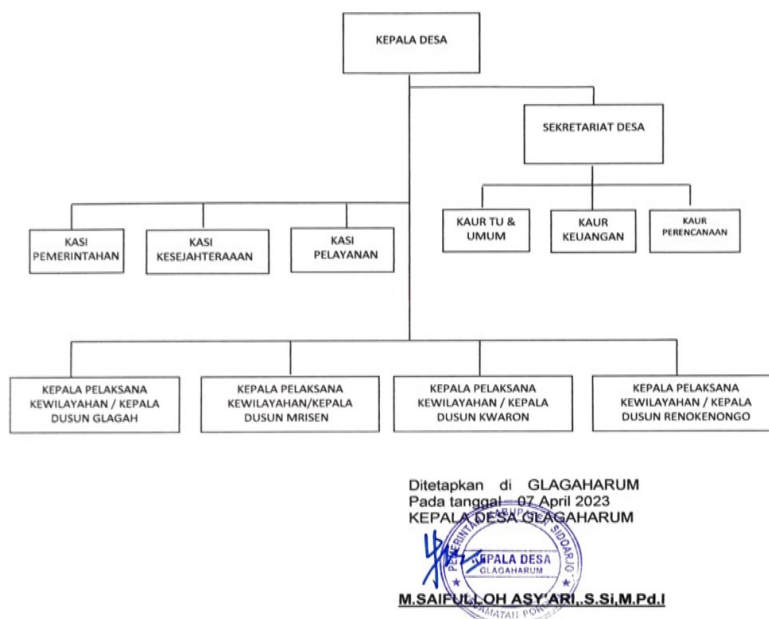 KEPALA DESA
SEKRETARIAT DESA
KAUR TU &
UMUM
KAUR
KEUANGAN
KAUR
PERENCANAAN
KASI
PEMERINTAHAN
KASI
KESEJAHTERAAAN
KASI
PELAYANAN
KEPALA PELAKSANA
KEWILAYAHAN / KEPALA
DUSUN GLAGAH
KEPALA PELAKSANA
KEWILAYAHAN/KEPALA
DUSUN MRISEN
KEPALA PELAKSANA
KEWILAYAHAN / KEPALA
DUSUN KWARON
KEPALA PELAKSANA
KEWILAYAHAN / KEPALA
DUSUN RENOKENONGO
Ditetapkan di GLAGAHARUM
Pada tanggal 07 April 2023
KEPALA DESA GLAGAHARUM
PEMERINTAH KABUPATEN SIDOARJO
KEPALA DESA
GLAGAHARUM
M.SAIFULLOH ASY'ARI,.S.Si,M.Pd.I